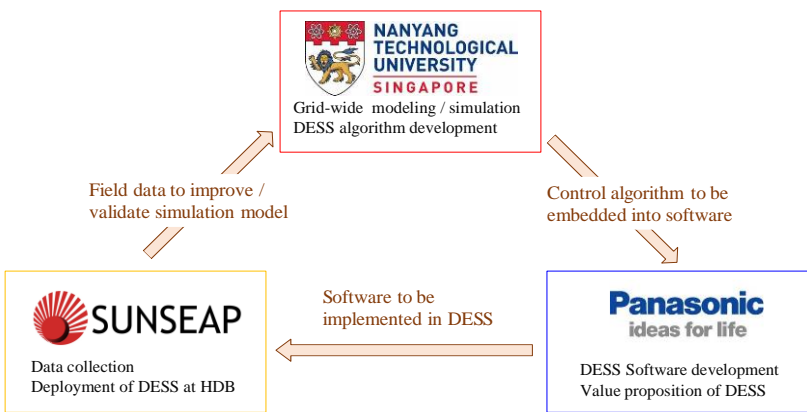 NANYANG
TECHNOLOGICAL
UNIVERSITY
SINGAPORE
Grid-wide modeling / simulation
DESS algorithm development
Field data to improve /
validate simulation model
Control algorithm to be
embedded into software
SUNSEAP
Data collection
Deployment of DESS at HDB
Software to be
implemented in DESS
Panasonic
ideas for life
DESS Software development
Value proposition of DESS